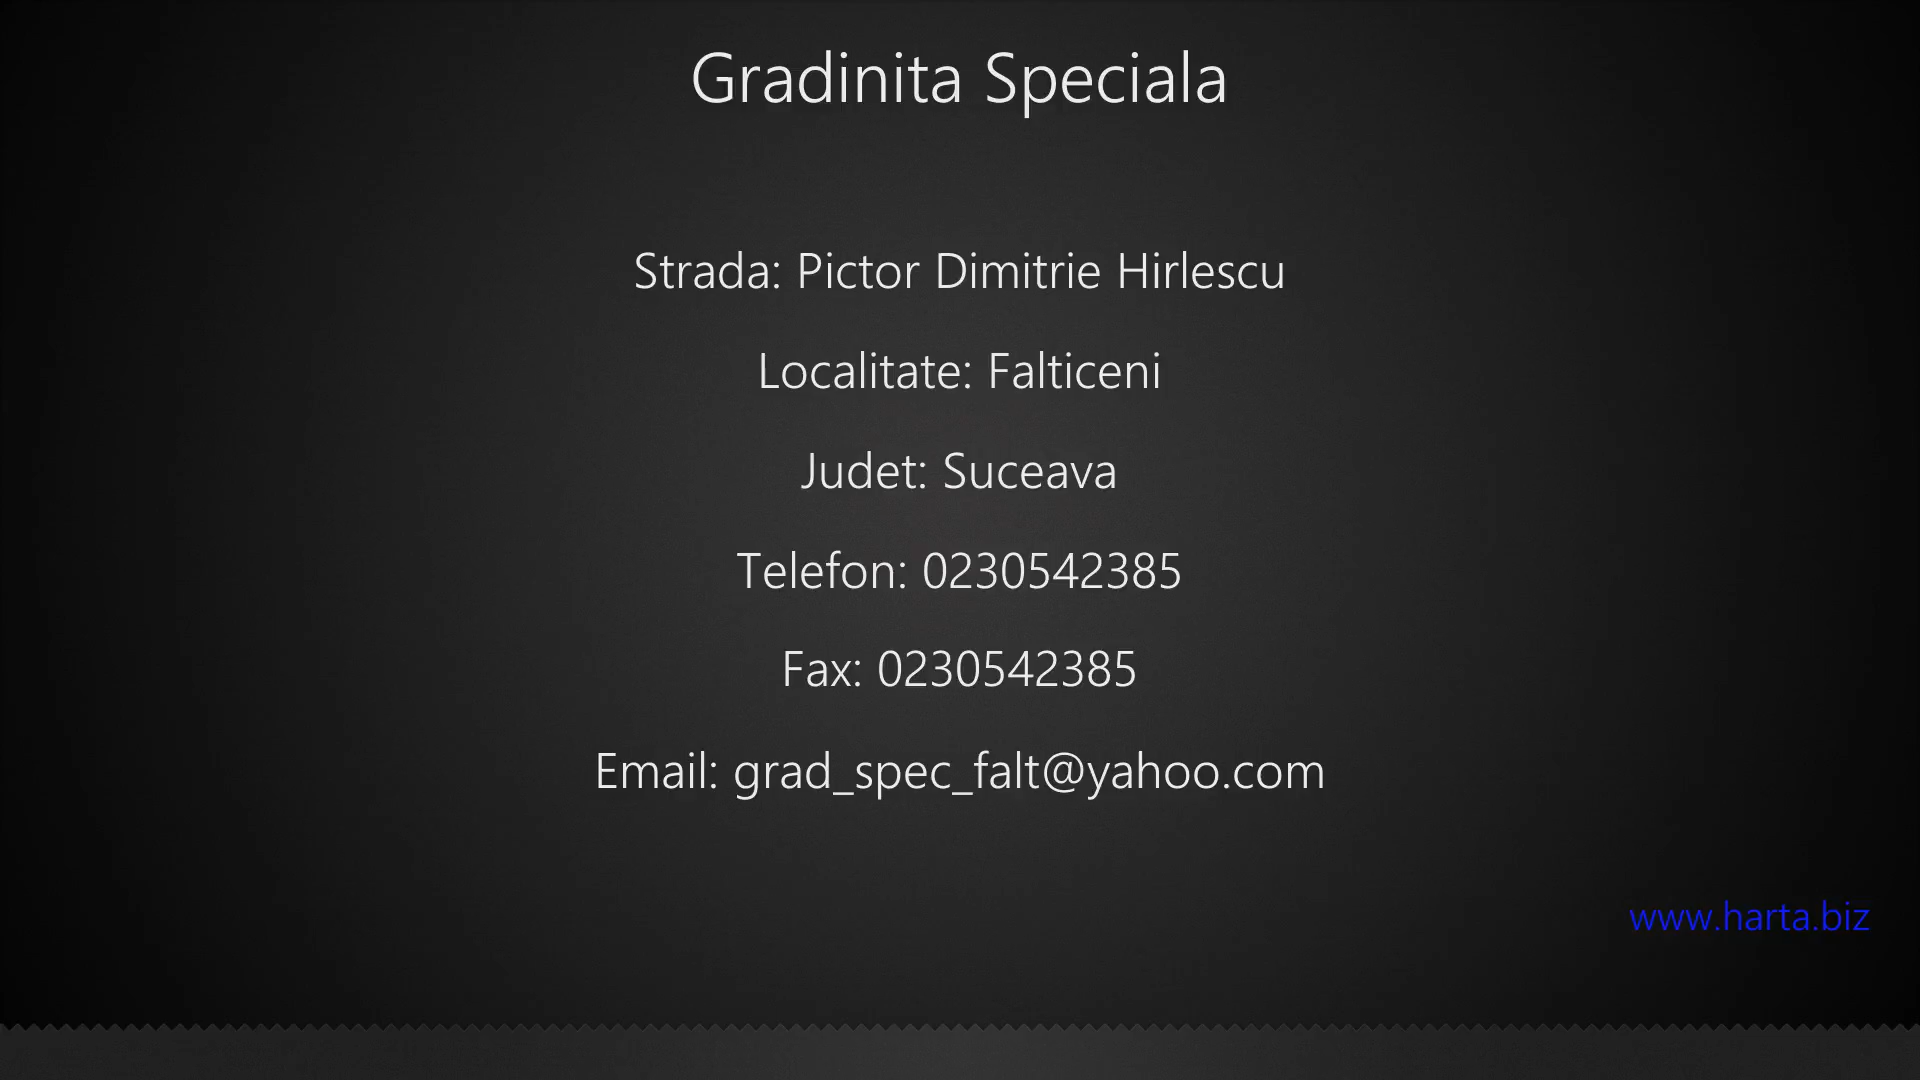 Gradinita Speciala
Strada: Pictor Dimitrie Hirlescu
Localitate: Falticeni
Judet: Suceava
Telefon: 0230542385
Fax: 0230542385
Email: grad_spec_falt@yahoo.com
www.harta.biz